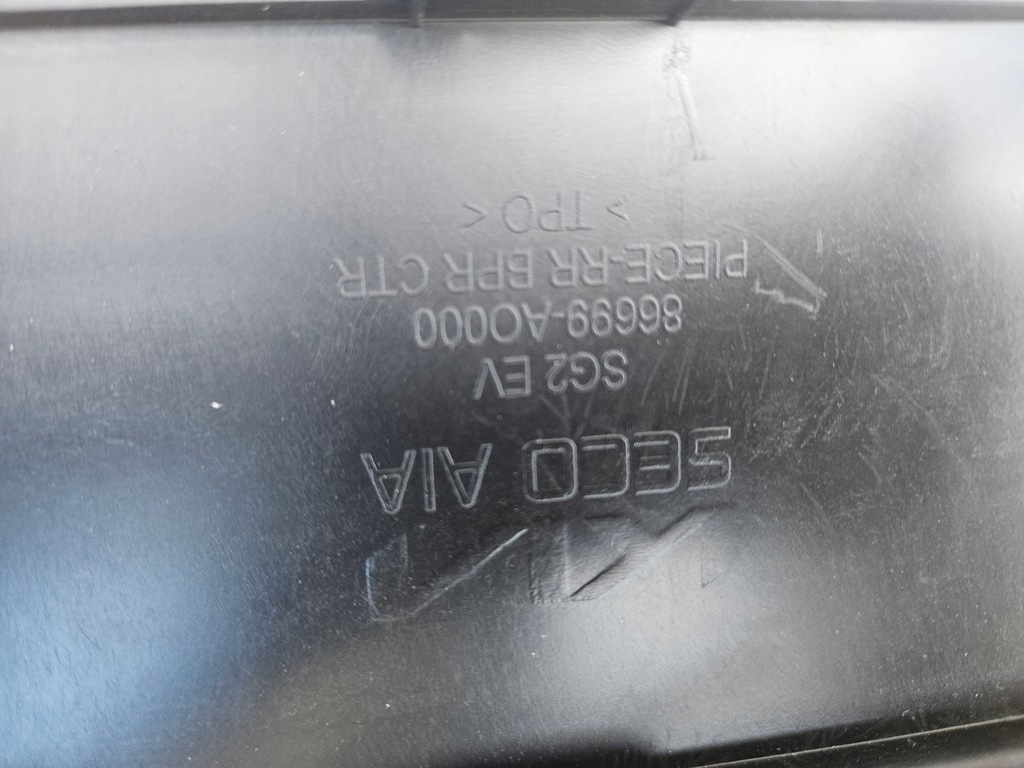 SECO AIA
SG2 EV
86699-AO000
PIECE-RR BPR CTR
> TPO <